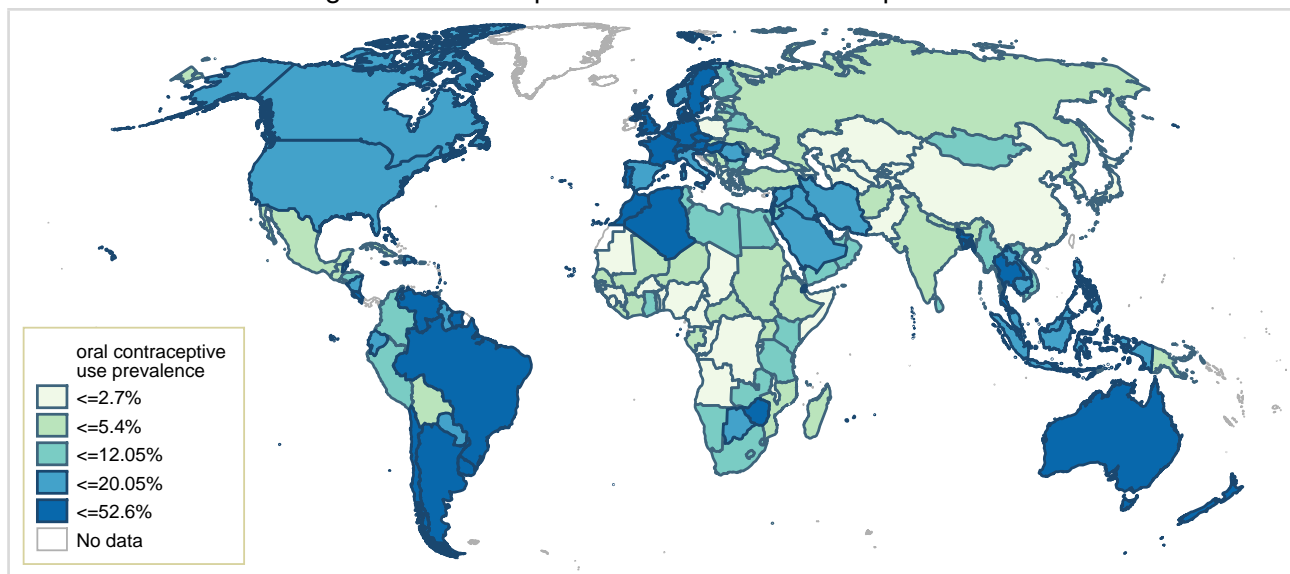 oral contraceptive
use prevalence
<=2.7%
<=5.4%
<=12.05%
<=20.05%
<=52.6%
No data